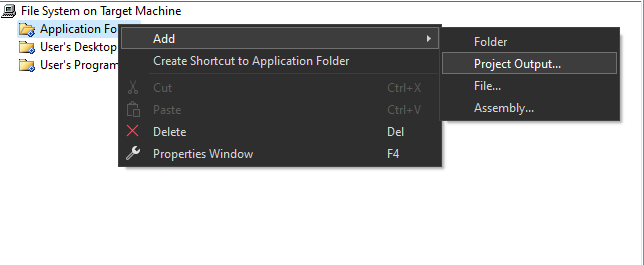 File System on Target Machine
Application Fo
User's Desktop
User's Program
Add
Create Shortcut to Application Folder
Cut Ctrl+X
Paste Ctrl+V
Delete Del
Properties Window F4
Folder
Project Output...
File...
Assembly...